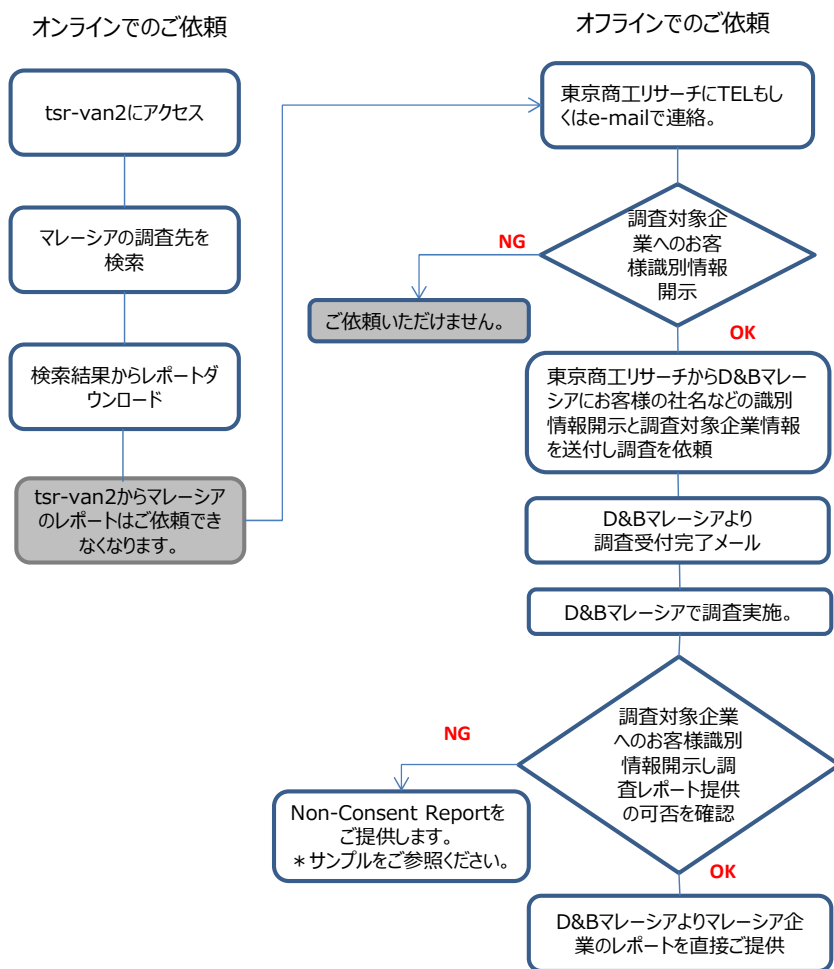 オンラインでのご依頼
tsr-van2にアクセス
マレーシアの調査先を
検索
検索結果からレポートダ
ウンロード
tsr-van2からマレーシア
のレポートはご依頼でき
なくなります。
オフラインでのご依頼
東京商工リサーチにTELもし
くはe-mailで連絡。
調査対象企
業へのお客
様識別情報
開示
NG
ご依頼いただけません。
OK
東京商工リサーチからD&Bマレー
シアにお客様の社名などの識別
情報開示と調査対象企業情報
を送付し調査を依頼
D&Bマレーシアより
調査受付完了メール
D&Bマレーシアで調査実施。
調査対象企業
へのお客様識別
情報開示し調
査レポート提供
の可否を確認
NG
Non-Consent Reportを
ご提供します。
＊サンプルをご参照ください。
OK
D&Bマレーシアよりマレーシア企
業のレポートを直接ご提供